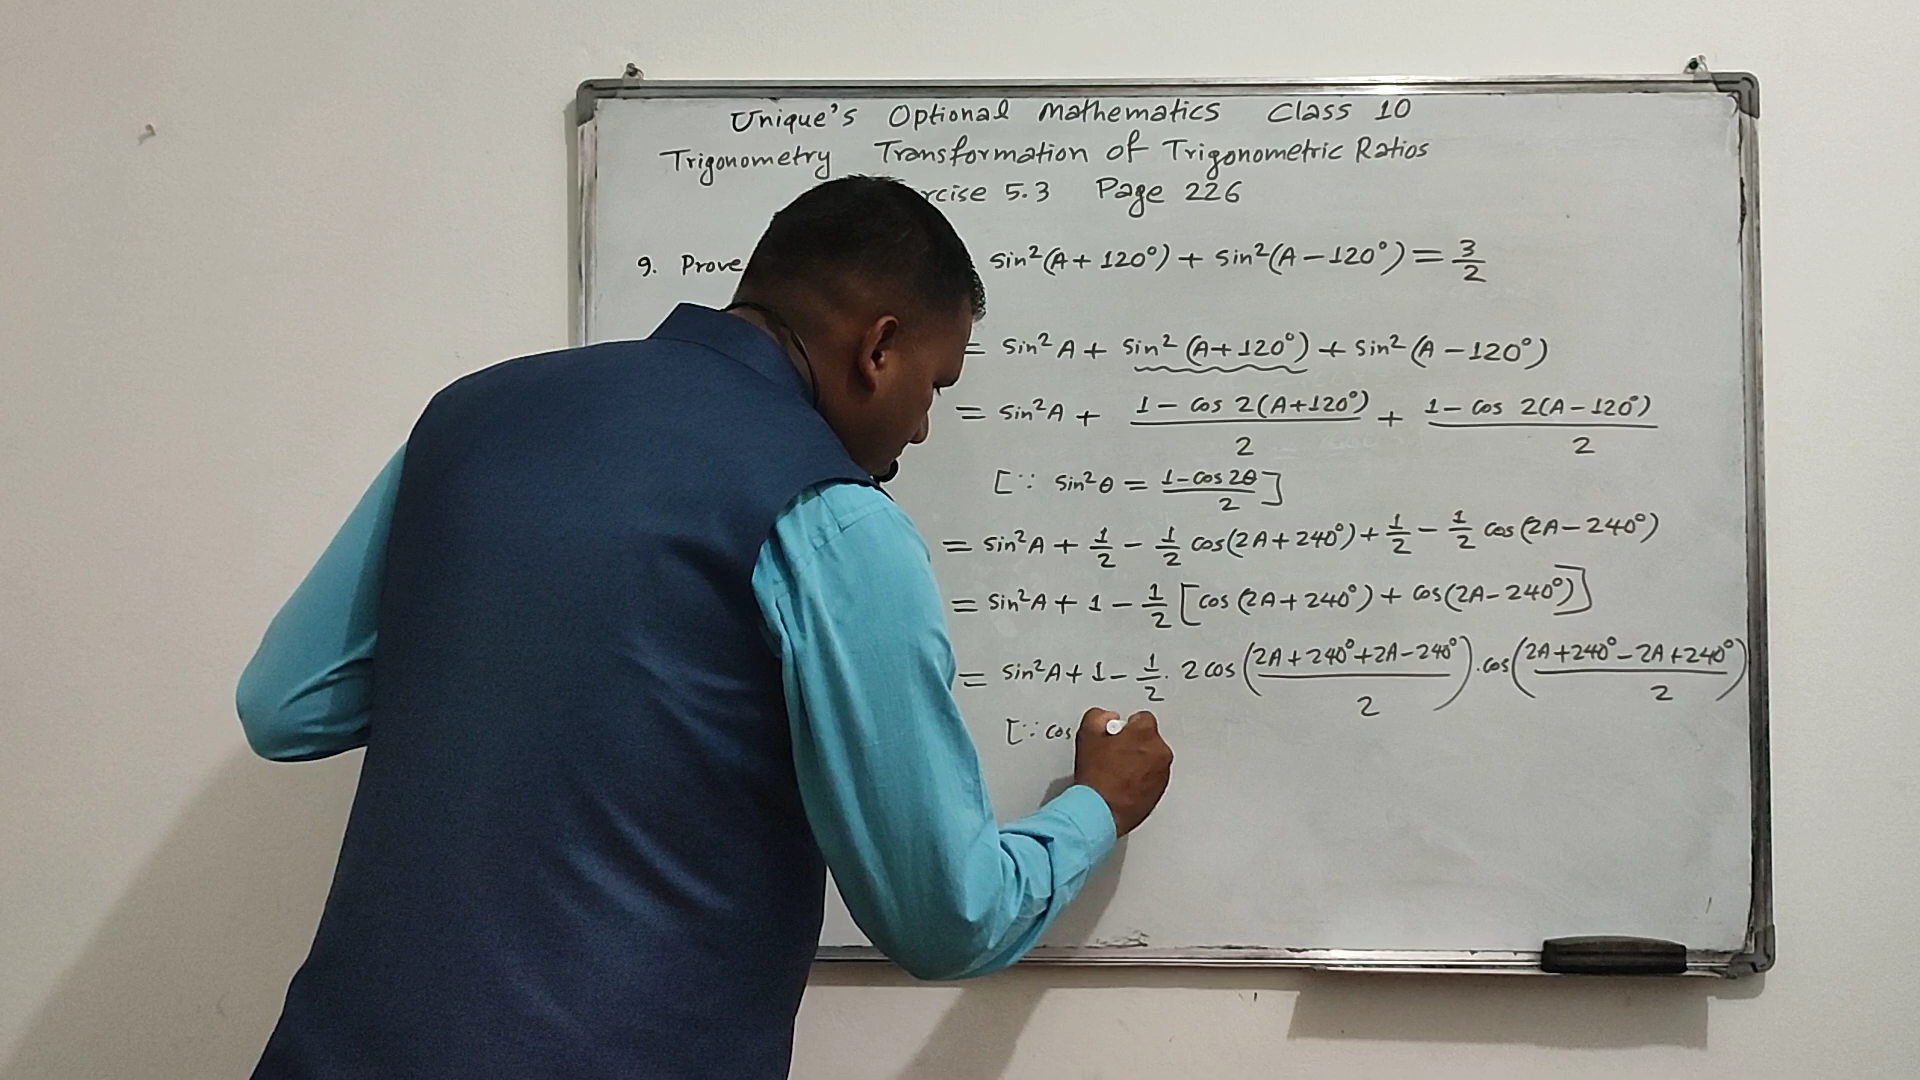 Unique's Optional Mathematics Class 10
Trigonometry Transformation of Trigonometric Ratios
rcise 5.3 Page 226
9. Prove sin²(A + 120°) + sin²(A – 120°) = 3/2
= sin² A + sin² (A+120°) + sin² (A – 120°)
= sin²A + (1 – cos 2(A+120°))/2 + (1 – cos 2(A – 120°))/2
[∵ sin²θ = (1–cos 2θ)/2]
= sin²A + 1/2 – 1/2 cos(2A + 240°) + 1/2 – 1/2 cos (2A – 240°)
= sin²A + 1 – 1/2 [cos (2A + 240°) + cos(2A – 240°)]
= sin²A + 1 – 1/2 . 2 cos ((2A + 240° + 2A – 240°)/2) . cos ((2A + 240° – 2A + 240°)/2)
[∵ cos